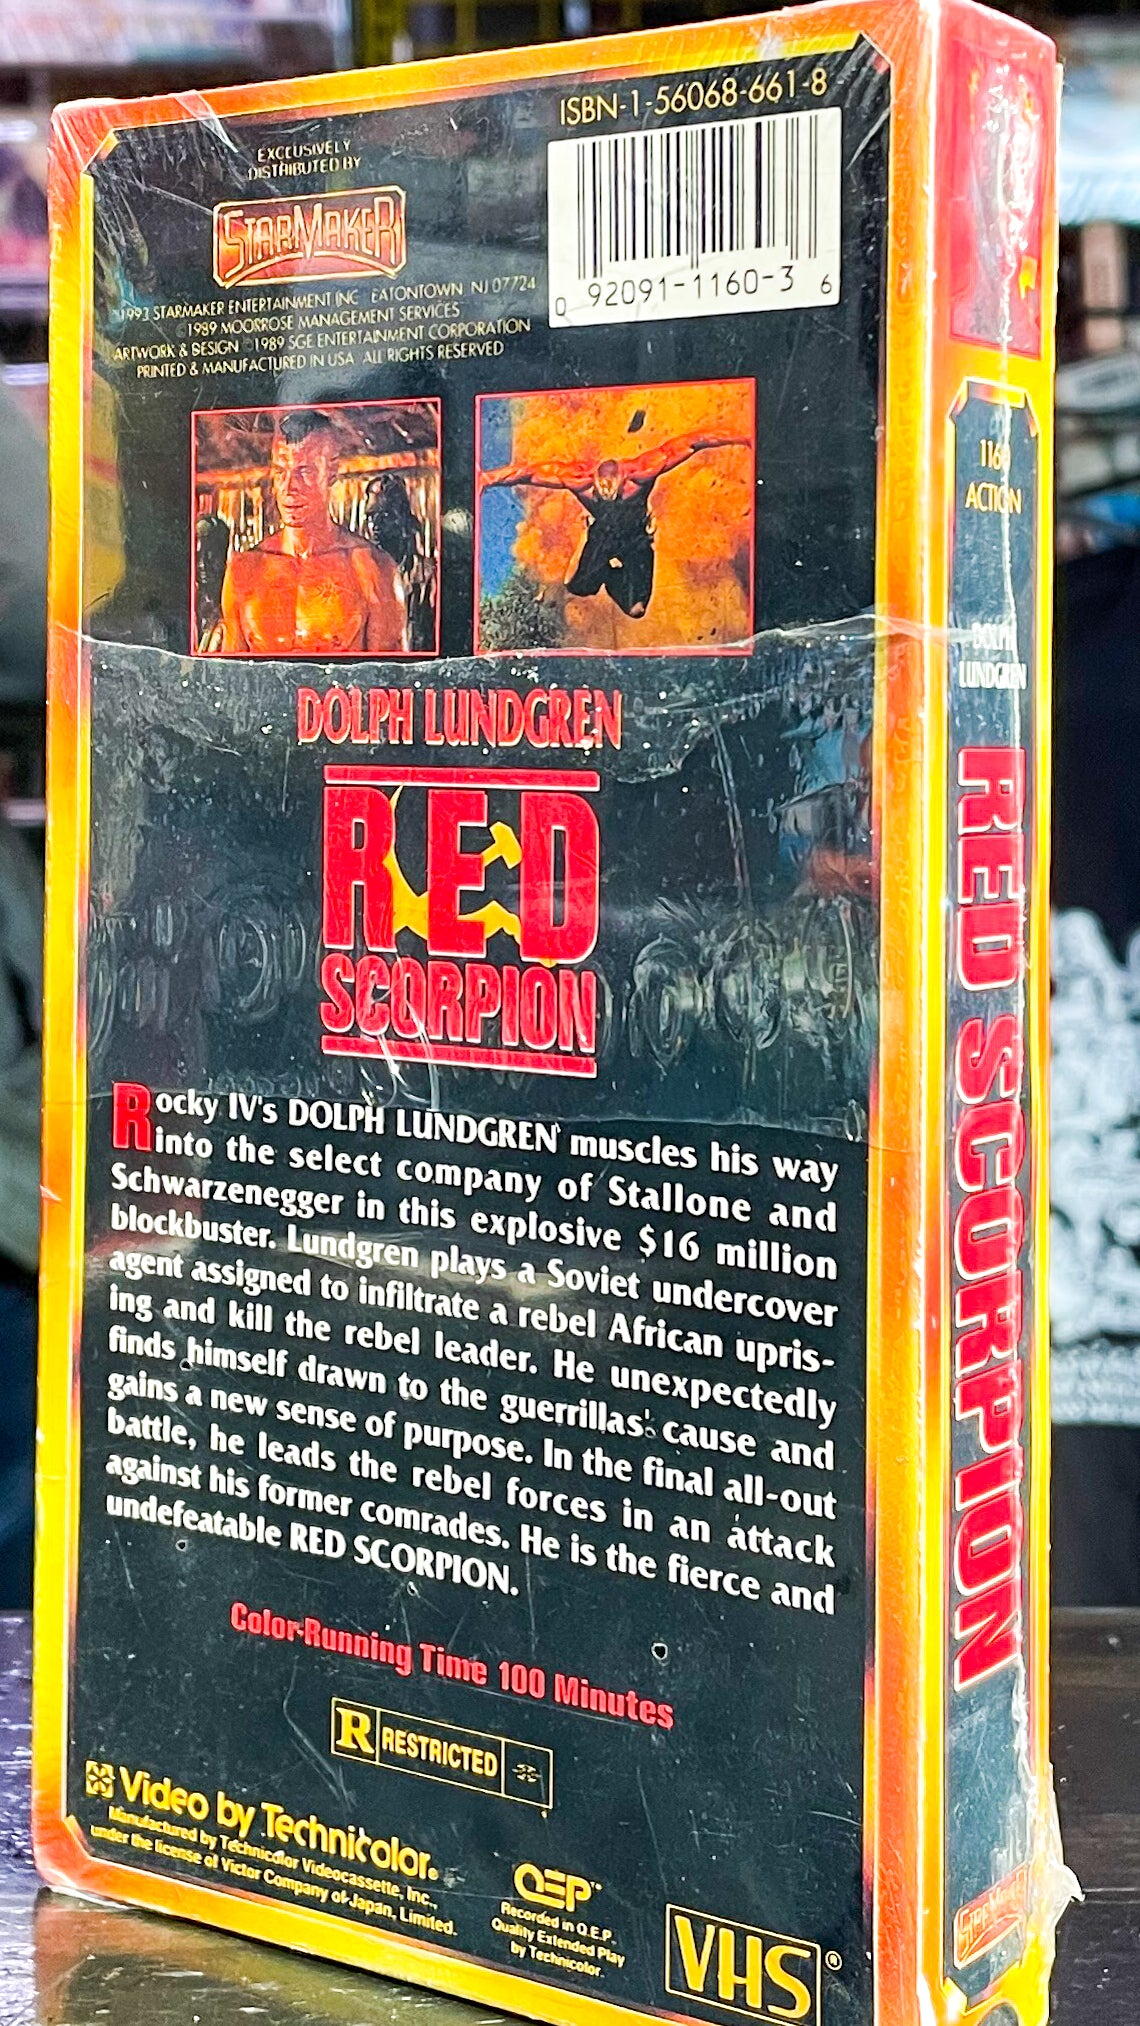 ISBN-1-56068-661-8
EXCLUSIVELY
DISTRIBUTED BY
STARMAKER
0 92091-1160-3 6
1993 STARMAKER ENTERTAINMENT INC EATONTOWN NJ 07724
1989 MOORROSE MANAGEMENT SERVICES
ARTWORK & DESIGN ©1989 SGE ENTERTAINMENT CORPORATION
PRINTED & MANUFACTURED IN USA ALL RIGHTS RESERVED
DOLPH LUNDGREN
RED
SCORPION
Rocky IV's DOLPH LUNDGREN muscles his way
into the select company of Stallone and
Schwarzenegger in this explosive $16 million
blockbuster. Lundgren plays a Soviet undercover
agent assigned to infiltrate a rebel African upris-
ing and kill the rebel leader. He unexpectedly
finds himself drawn to the guerrillas' cause and
gains a new sense of purpose. In the final all-out
battle, he leads the rebel forces in an attack
against his former comrades. He is the fierce and
undefeatable RED SCORPION.
Color-Running Time 100 Minutes
R RESTRICTED
Video by Technicolor®
Manufactured by Technicolor Videocassette, Inc.,
under the license of Victor Company of Japan, Limited.
QEP™
Recorded in Q.E.P.
Quality Extended Play
by Technicolor.
VHS®
1160
ACTION
DOLPH
LUNDGREN
RED SCORPION
STARMAKER